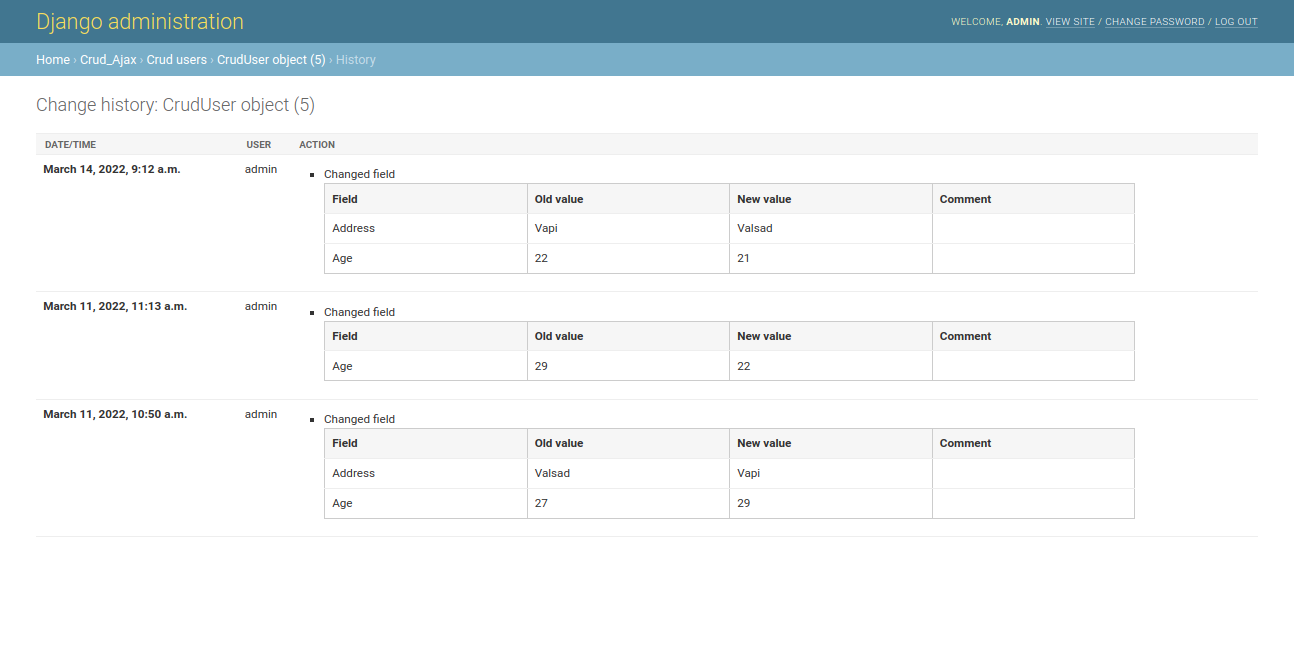 Django administration
WELCOME, ADMIN. VIEW SITE / CHANGE PASSWORD / LOG OUT
Home › Crud_Ajax › Crud users › CrudUser object (5) › History
Change history: CrudUser object (5)
DATE/TIME USER ACTION
March 14, 2022, 9:12 a.m. admin Changed field
Field Old value New value Comment
Address Vapi Valsad
Age 22 21
March 11, 2022, 11:13 a.m. admin Changed field
Field Old value New value Comment
Age 29 22
March 11, 2022, 10:50 a.m. admin Changed field
Field Old value New value Comment
Address Valsad Vapi
Age 27 29